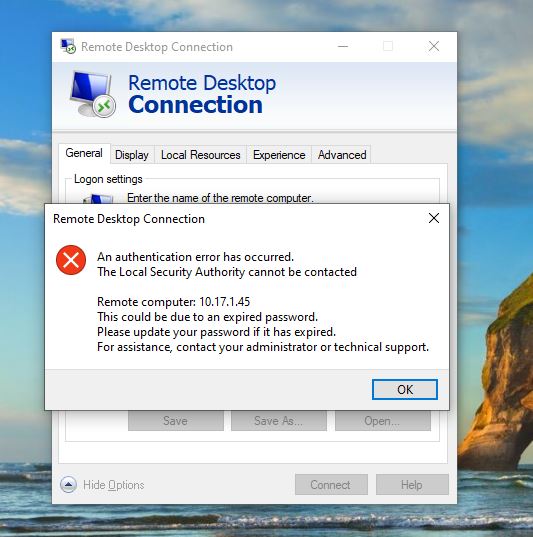 Remote Desktop Connection
Remote Desktop
Connection
General Display Local Resources Experience Advanced
Logon settings
Enter the name of the remote computer.
Remote Desktop Connection
An authentication error has occurred.
The Local Security Authority cannot be contacted
Remote computer: 10.17.1.45
This could be due to an expired password.
Please update your password if it has expired.
For assistance, contact your administrator or technical support.
OK
Save Save As... Open...
Hide Options Connect Help